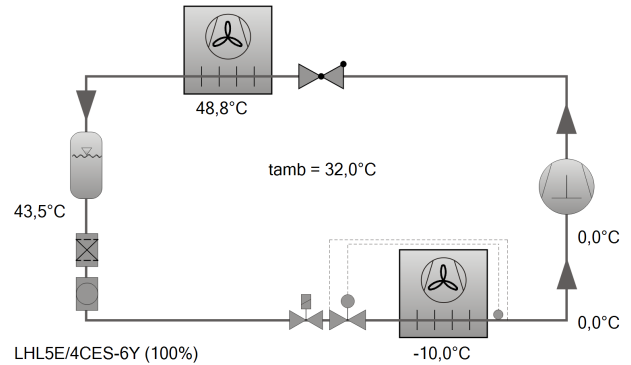 48,8°C
tamb = 32,0°C
43,5°C
0,0°C
0,0°C
LHL5E/4CES-6Y (100%)
-10,0°C